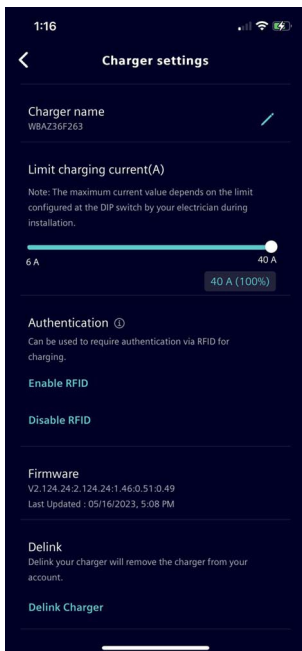 1:16
Charger settings
Charger name
WBAZ36F263
Limit charging current(A)
Note: The maximum current value depends on the limit
configured at the DIP switch by your electrician during
installation.
6 A
40 A
40 A (100%)
Authentication ⓘ
Can be used to require authentication via RFID for
charging.
Enable RFID
Disable RFID
Firmware
V2.124.24:2.124.24:1.46:0.51:0.49
Last Updated : 05/16/2023, 5:08 PM
Delink
Delink your charger will remove the charger from your
account.
Delink Charger